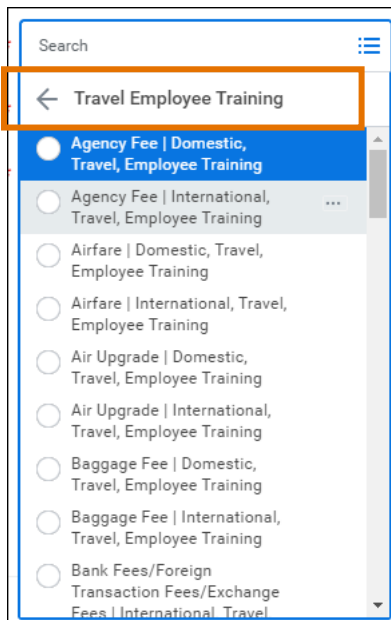 Search
Travel Employee Training
Agency Fee | Domestic,
Travel, Employee Training
Agency Fee | International,
Travel, Employee Training
Airfare | Domestic, Travel,
Employee Training
Airfare | International, Travel,
Employee Training
Air Upgrade | Domestic,
Travel, Employee Training
Air Upgrade | International,
Travel, Employee Training
Baggage Fee | Domestic,
Travel, Employee Training
Baggage Fee | International,
Travel, Employee Training
Bank Fees/Foreign
Transaction Fees/Exchange
Fees | International, Travel